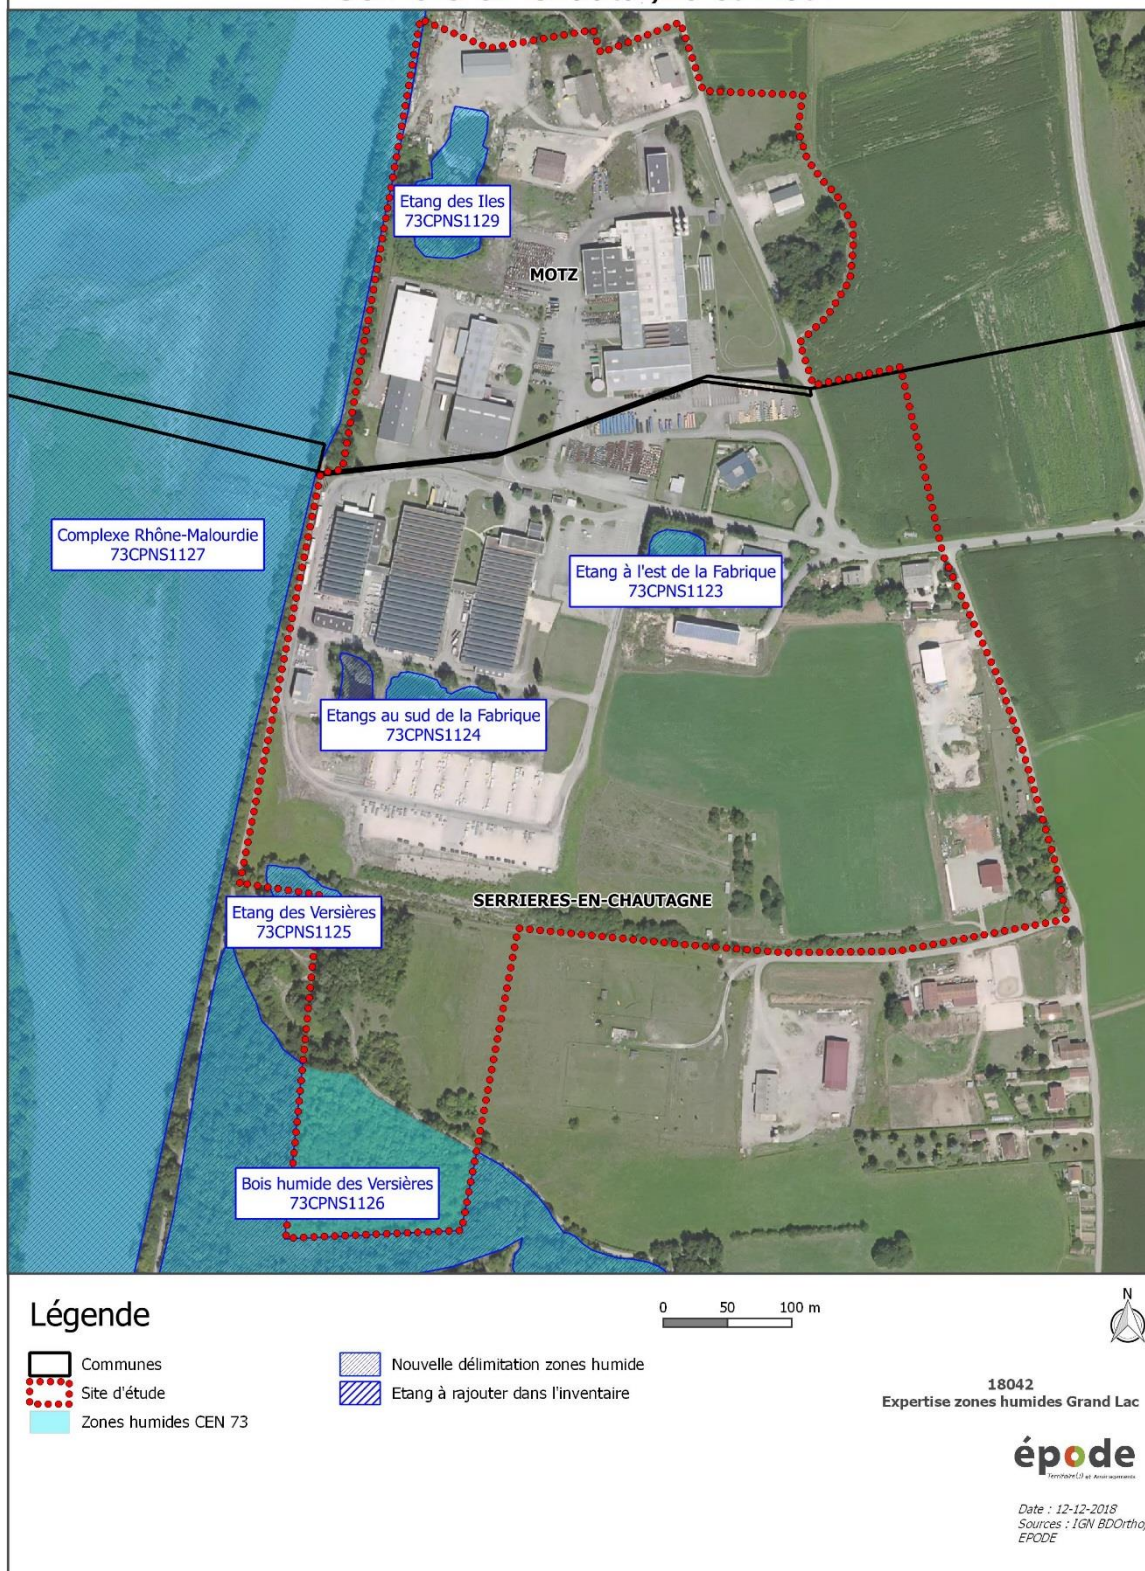 Etang des Iles
73CPNS1129
MOTZ
Complexe Rhône-Malourdie
73CPNS1127
Etang à l'est de la Fabrique
73CPNS1123
Etangs au sud de la Fabrique
73CPNS1124
SERRIERES-EN-CHAUTAGNE
Etang des Versières
73CPNS1125
Bois humide des Versières
73CPNS1126
Légende
0 50 100 m
N
Communes
Site d'étude
Zones humides CEN 73
Nouvelle délimitation zones humide
Etang à rajouter dans l'inventaire
18042
Expertise zones humides Grand Lac
épode
Territoire(s) et Aménagements
Date : 12-12-2018
Sources : IGN BDOrtho,
EPODE